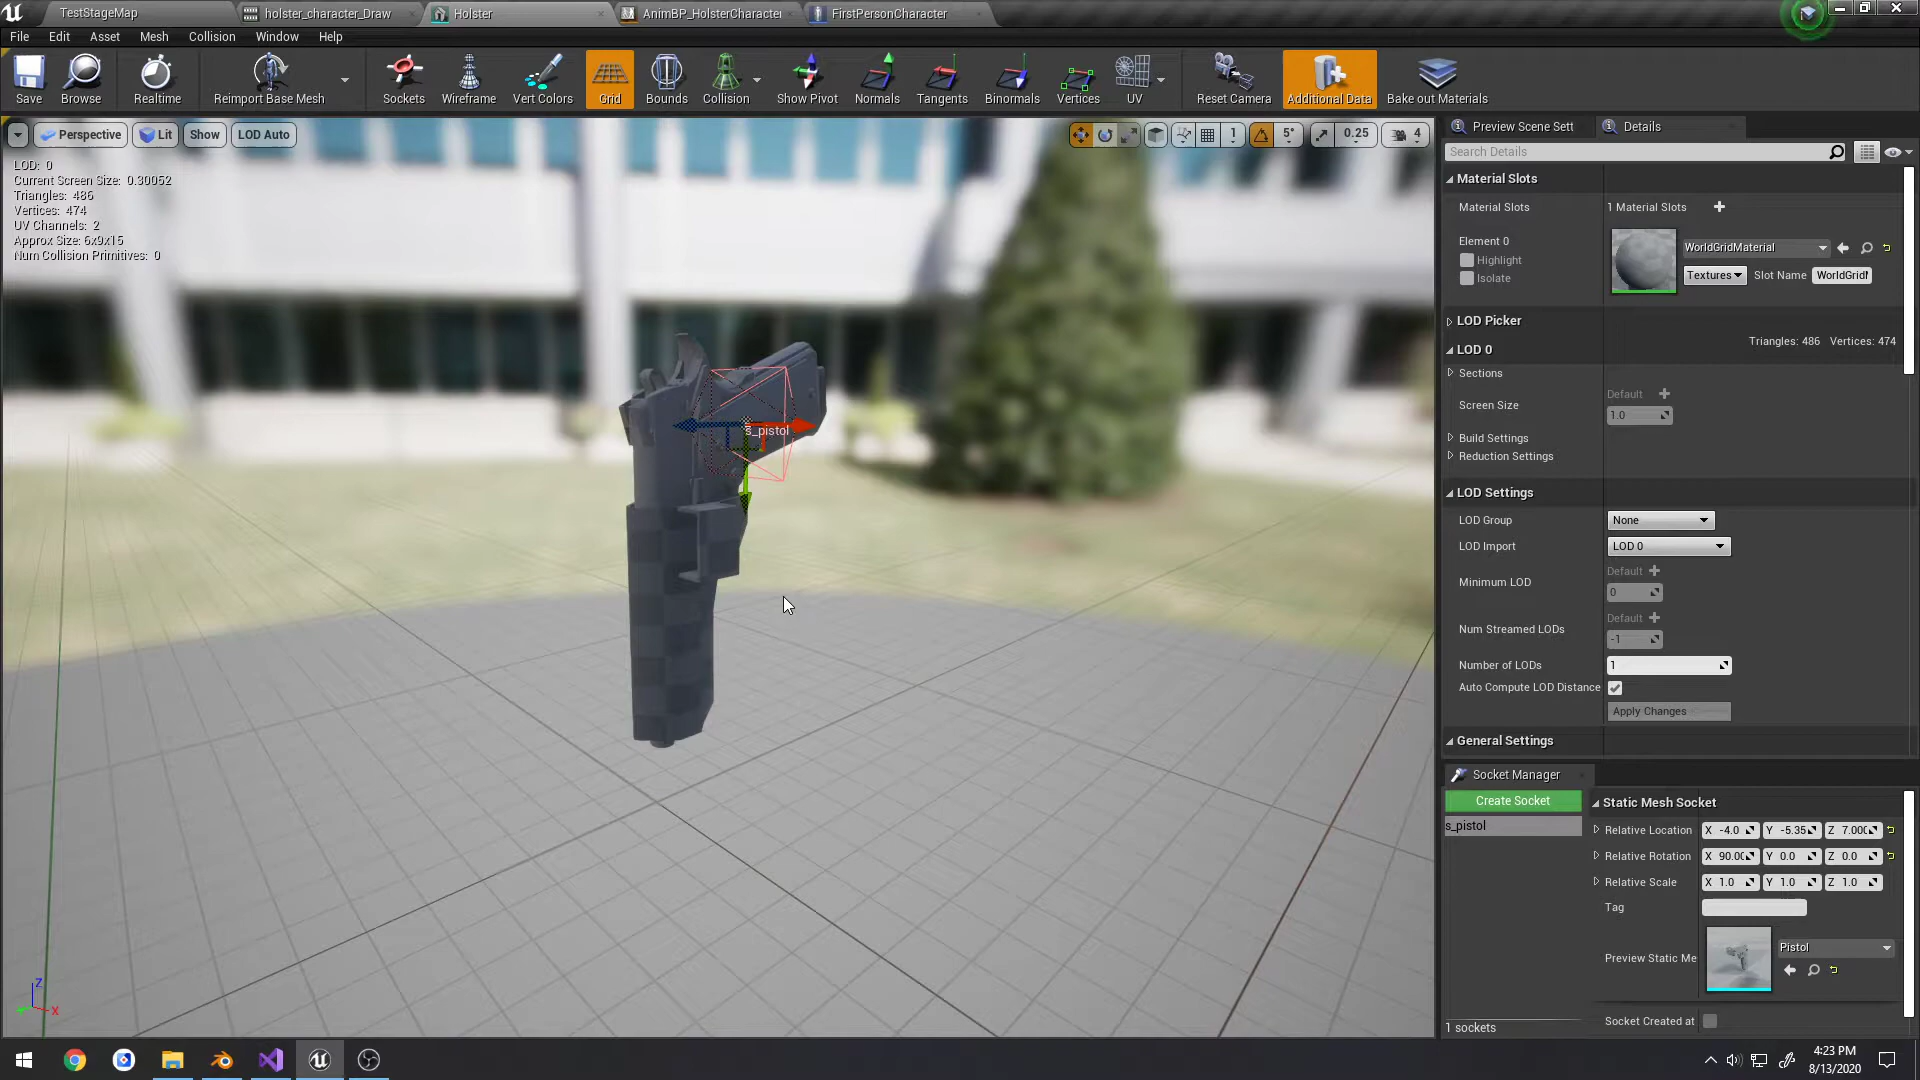 TestStageMap
holster_character_Draw
Holster
AnimBP_HolsterCharacter
FirstPersonCharacter
File Edit Asset Mesh Collision Window Help
Save
Browse
Realtime
Reimport Base Mesh
Sockets
Wireframe
Vert Colors
Grid
Bounds
Collision
Show Pivot
Normals
Tangents
Binormals
Vertices
UV
Reset Camera
Additional Data
Bake out Materials
Perspective
Lit
Show
LOD Auto
1
5°
0.25
4
LOD: 0
Current Screen Size: 0.30052
Triangles: 486
Vertices: 474
UV Channels: 2
Approx Size: 6x9x15
Num Collision Primitives: 0
s_pistol
Z
X
Preview Scene Sett
Details
Search Details
Material Slots
Material Slots
1 Material Slots
Element 0
Highlight
Isolate
WorldGridMaterial
Textures
Slot Name
WorldGridM
LOD Picker
LOD 0
Triangles: 486 Vertices: 474
Sections
Screen Size
Default
1.0
Build Settings
Reduction Settings
LOD Settings
LOD Group
None
LOD Import
LOD 0
Minimum LOD
Default
0
Num Streamed LODs
Default
-1
Number of LODs
1
Auto Compute LOD Distance
Apply Changes
General Settings
Socket Manager
Create Socket
s_pistol
1 sockets
Static Mesh Socket
Relative Location X -4.0 Y -5.35 Z 7.000
Relative Rotation X 90.00 Y 0.0 Z 0.0
Relative Scale X 1.0 Y 1.0 Z 1.0
Tag
Preview Static Me
Pistol
Socket Created at
4:23 PM
8/13/2020